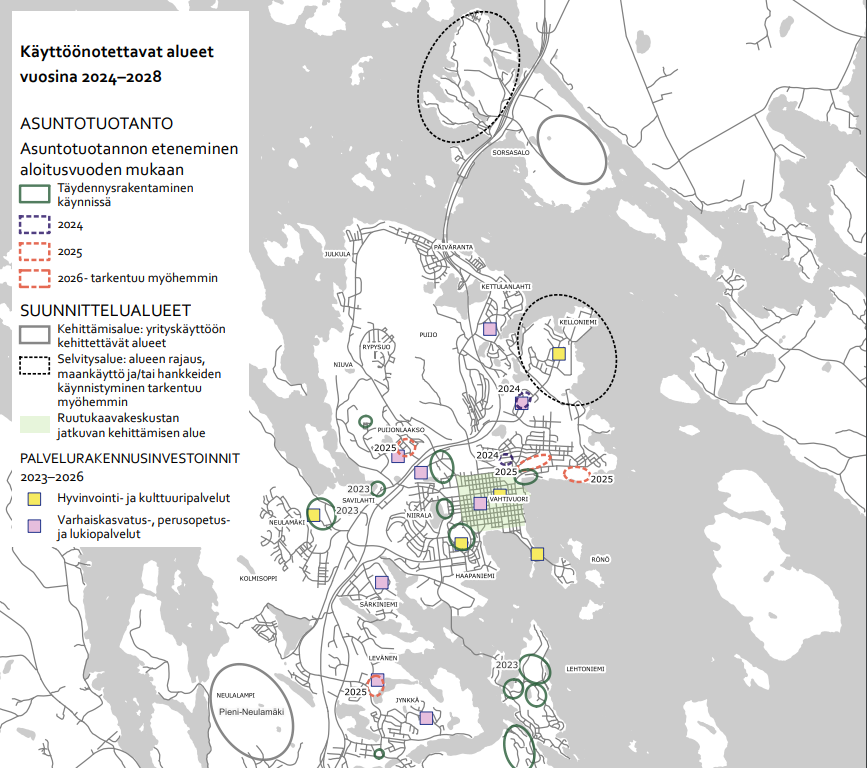 Käyttöönotettavat alueet
vuosina 2024–2028
ASUNTOTUOTANTO
Asuntotuotannon eteneminen
aloitusvuoden mukaan
Täydennysrakentaminen
käynnissä
2024
2025
2026- tarkentuu myöhemmin
SUUNNITTELUALUEET
Kehittämisalue: yrityskäyttöön
kehittettävät alueet
Selvitysalue: alueen rajaus,
maankäyttö ja/tai hankkeiden
käynnistyminen tarkentuu
myöhemmin
Ruutukaavakeskustan
jatkuvan kehittämisen alue
PALVELURAKENNUSINVESTOINNIT
2023–2026
Hyvinvointi- ja kulttuuripalvelut
Varhaiskasvatus-, perusopetus-
ja lukiopalvelut
SORSASALO
PÄIVÄRANTA
JULKULA
KETTULANLAHTI
KELLONIEMI
PUIJO
RYPYSUO
NIUVA
2024
PUIJONLAAKSO
2025
2024
2025
2025
2023
SAVILAHTI
VAHTIVUORI
2023
NIIRALA
NEULAMÄKI
RÖNÖ
HAAPANIEMI
KOLMISOPPI
SÄRKINIEMI
LEVÄNEN
2023
LEHTONIEMI
2025
NEULALAMPI
JYNKKÄ
Pieni-Neulamäki